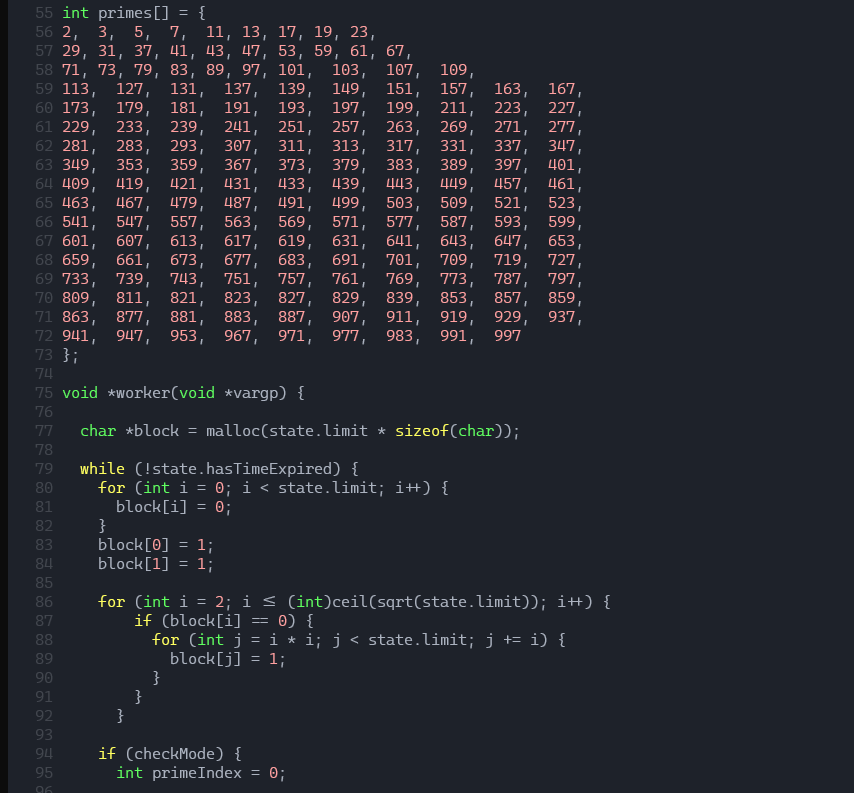 55 int primes[] = {
56 2,  3,  5,  7,  11, 13, 17, 19, 23,
57 29, 31, 37, 41, 43, 47, 53, 59, 61, 67,
58 71, 73, 79, 83, 89, 97, 101,  103,  107,  109,
59 113,  127,  131,  137,  139,  149,  151,  157,  163,  167,
60 173,  179,  181,  191,  193,  197,  199,  211,  223,  227,
61 229,  233,  239,  241,  251,  257,  263,  269,  271,  277,
62 281,  283,  293,  307,  311,  313,  317,  331,  337,  347,
63 349,  353,  359,  367,  373,  379,  383,  389,  397,  401,
64 409,  419,  421,  431,  433,  439,  443,  449,  457,  461,
65 463,  467,  479,  487,  491,  499,  503,  509,  521,  523,
66 541,  547,  557,  563,  569,  571,  577,  587,  593,  599,
67 601,  607,  613,  617,  619,  631,  641,  643,  647,  653,
68 659,  661,  673,  677,  683,  691,  701,  709,  719,  727,
69 733,  739,  743,  751,  757,  761,  769,  773,  787,  797,
70 809,  811,  821,  823,  827,  829,  839,  853,  857,  859,
71 863,  877,  881,  883,  887,  907,  911,  919,  929,  937,
72 941,  947,  953,  967,  971,  977,  983,  991,  997
73 };
74
75 void *worker(void *vargp) {
76
77   char *block = malloc(state.limit * sizeof(char));
78
79   while (!state.hasTimeExpired) {
80     for (int i = 0; i < state.limit; i++) {
81       block[i] = 0;
82     }
83     block[0] = 1;
84     block[1] = 1;
85
86     for (int i = 2; i ≤ (int)ceil(sqrt(state.limit)); i++) {
87         if (block[i] == 0) {
88           for (int j = i * i; j < state.limit; j += i) {
89             block[j] = 1;
90           }
91         }
92       }
93
94     if (checkMode) {
95       int primeIndex = 0;
96